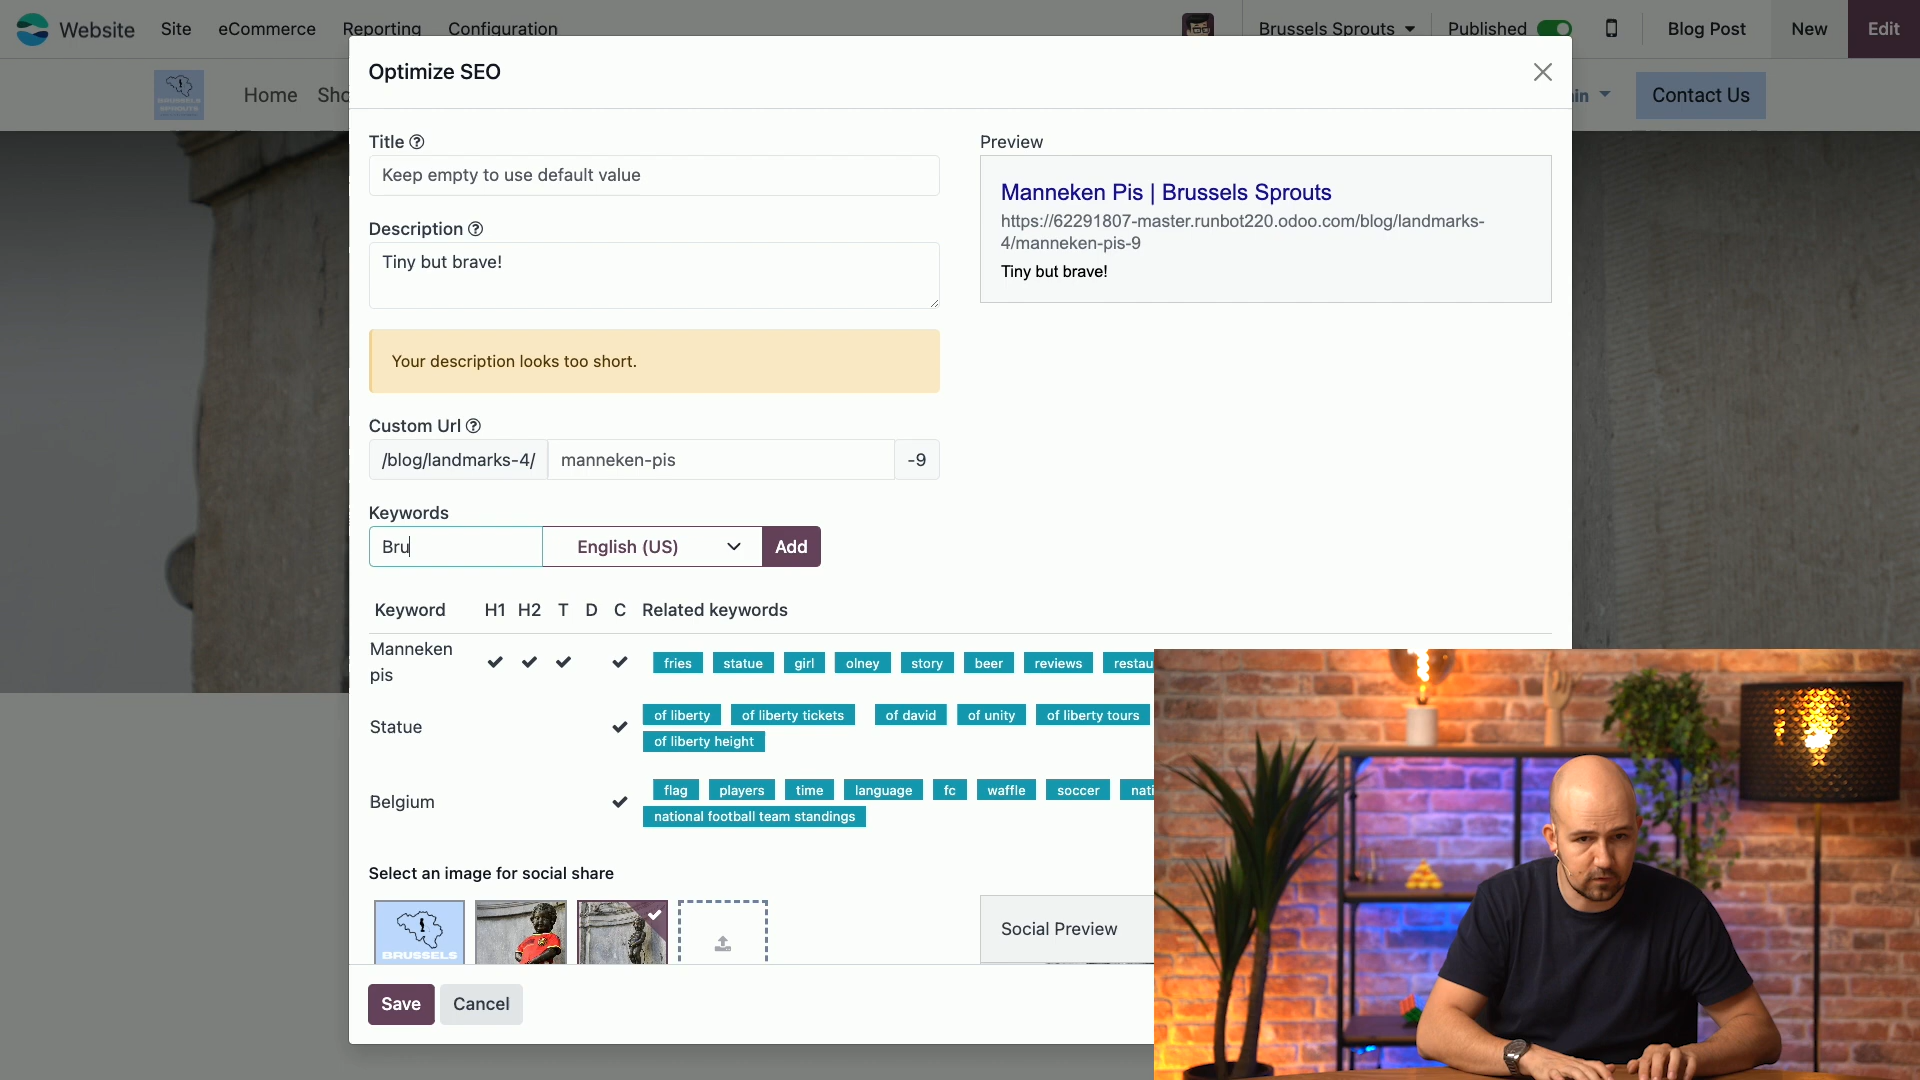 Website
Site
eCommerce
Reporting
Configuration
Brussels Sprouts
Published
Blog Post
New
Edit
BRUSSELS
SPROUTS
Home
Sho
in
Contact Us
Optimize SEO
Title
Keep empty to use default value
Description
Tiny but brave!
Your description looks too short.
Custom Url
/blog/landmarks-4/
manneken-pis
-9
Keywords
Bru
English (US)
Add
Preview
Manneken Pis | Brussels Sprouts
https://62291807-master.runbot220.odoo.com/blog/landmarks-
4/manneken-pis-9
Tiny but brave!
Keyword H1 H2 T D C Related keywords
Manneken
pis
fries statue girl olney story beer reviews restau
Statue
of liberty of liberty tickets of david of unity of liberty tours
of liberty height
Belgium
flag players time language fc waffle soccer nati
national football team standings
Select an image for social share
BRUSSELS
Social Preview
Save
Cancel